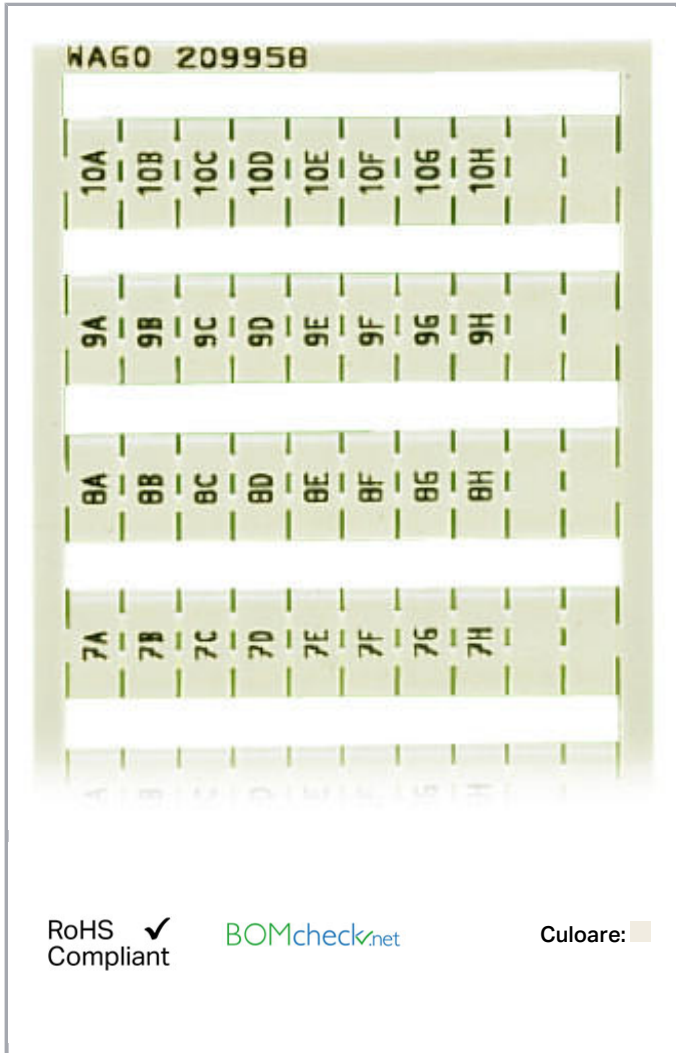 WAGO 209958
10A 10B 10C 10D 10E 10F 10G 10H
9A 9B 9C 9D 9E 9F 9G 9H
8A 8B 8C 8D 8E 8F 8G 8H
7A 7B 7C 7D 7E 7F 7G 7H
RoHS ✓
Compliant
BOMcheck.net
Culoare: